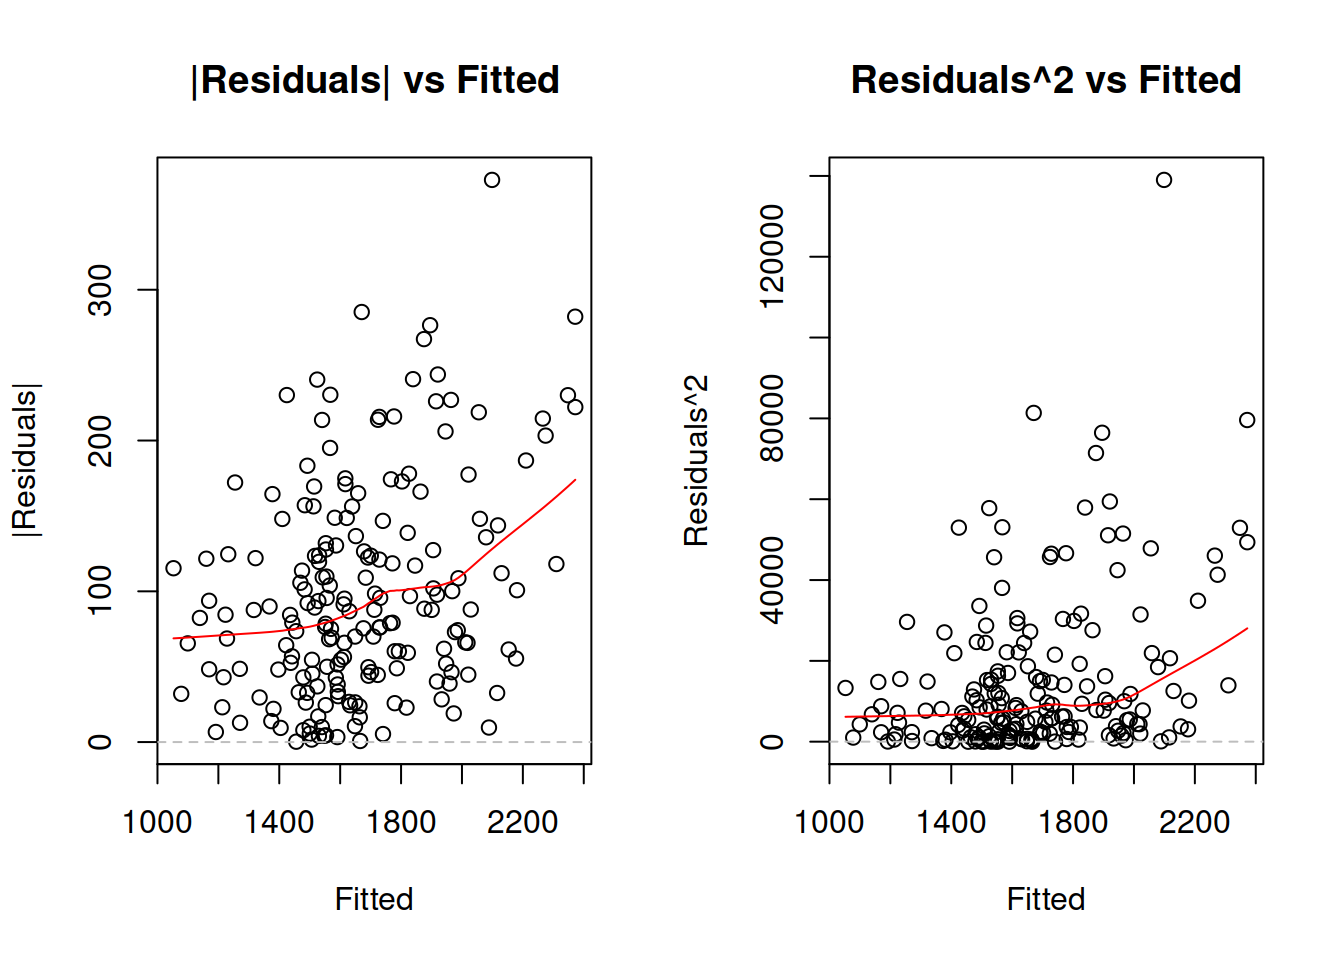 |Residuals| vs Fitted
|Residuals|
300
200
100
0
1000 1400 1800 2200
Fitted
Residuals^2 vs Fitted
Residuals^2
120000
80000
40000
0
1000 1400 1800 2200
Fitted